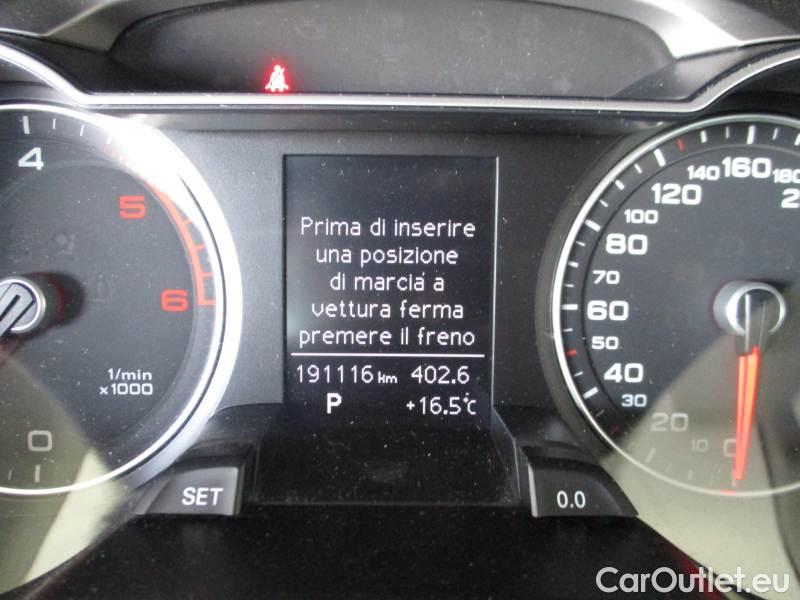 4
5
6
1/min
x1000
0
Prima di inserire
una posizione
di marcia a
vettura ferma
premere il freno
191116 km 402.6
P +16.5°C
SET
0.0
0
10
20
30
40
50
60
70
80
100
120
140
160
180
CarOutlet.eu